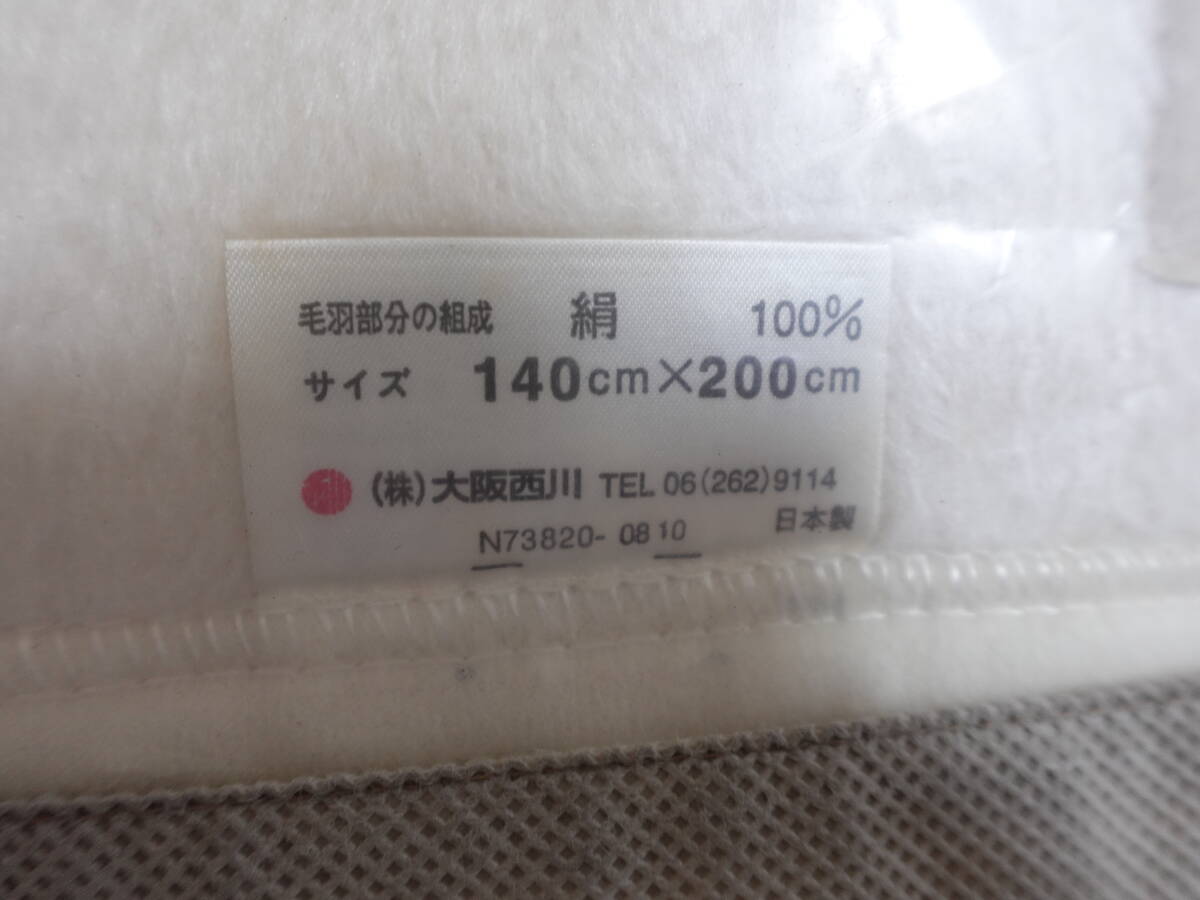 毛羽部分の組成 絹 100%
サイズ 140cm×200cm
(株)大阪西川 TEL 06(262)9114
N73820-0810 日本製